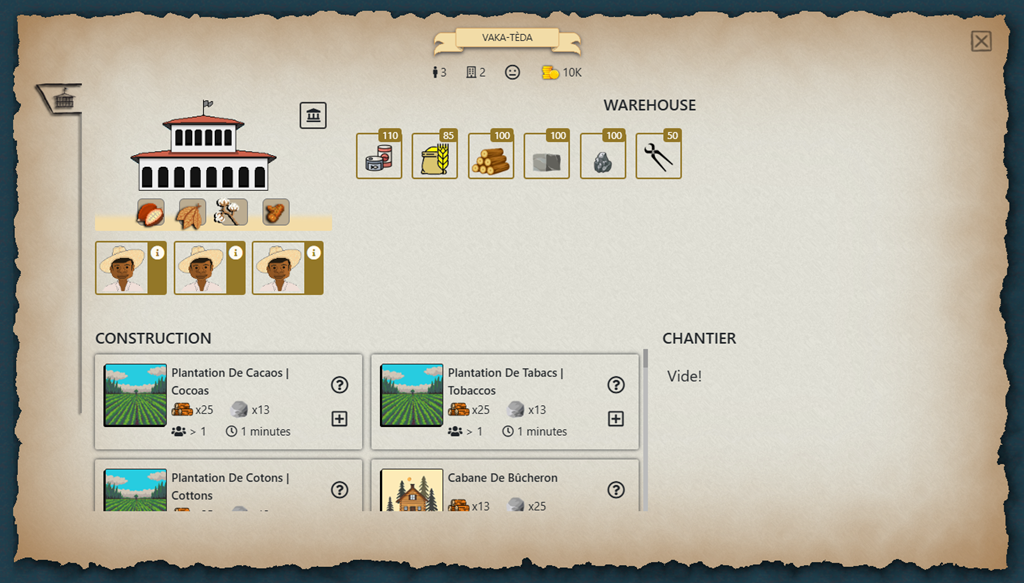 VAKA-TÈDA
3 2 10K
WAREHOUSE
110 85 100 100 100 50
CONSTRUCTION
Plantation De Cacaos |
Cocoas
x25 x13
> 1 1 minutes
Plantation De Tabacs |
Tobaccos
x25 x13
> 1 1 minutes
Plantation De Cotons |
Cottons
Cabane De Bûcheron
x13 x25
CHANTIER
Vide!